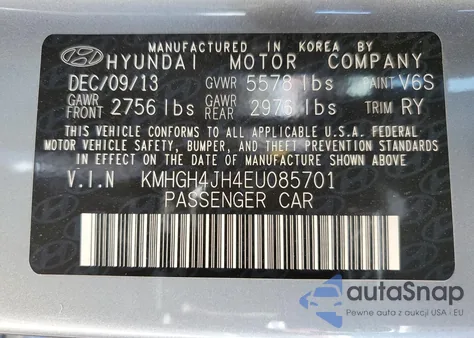 MANUFACTURED IN KOREA BY
HYUNDAI MOTOR COMPANY
DEC/09/13 GVWR 5578 lbs PAINT V6S
GAWR FRONT 2756 lbs GAWR REAR 2976 lbs TRIM RY
THIS VEHICLE CONFORMS TO ALL APPLICABLE U.S.A. FEDERAL
MOTOR VEHICLE SAFETY, BUMPER, AND THEFT PREVENTION STANDARDS
IN EFFECT ON THE DATE OF MANUFACTURE SHOWN ABOVE.
V.I.N KMHGH4JH4EU085701
PASSENGER CAR
autoSnap
Pewne auta z aukcji USA i EU